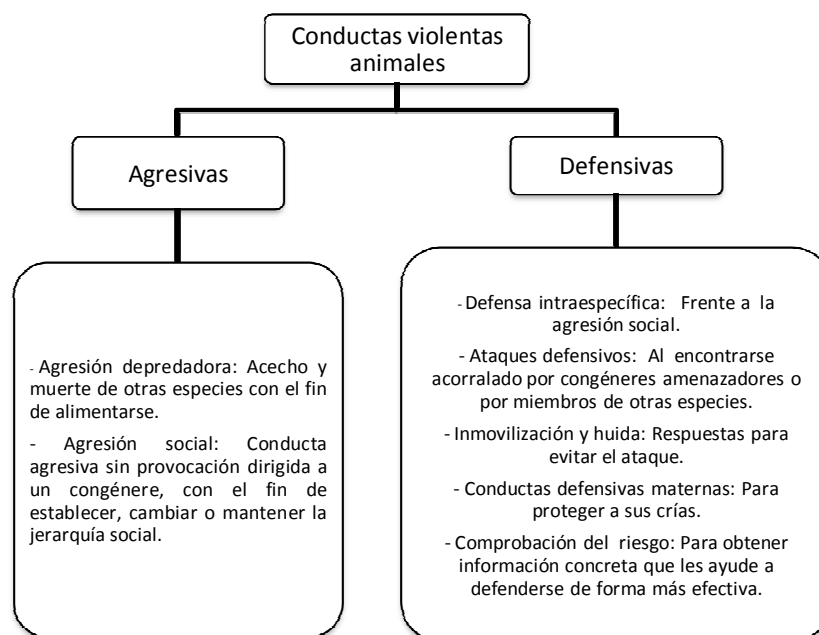 Conductas violentas
animales
Agresivas
Defensivas
- Agresión depredadora: Acecho y
muerte de otras especies con el fin
de alimentarse.
- Agresión social: Conducta
agresiva sin provocación dirigida a
un congénere, con el fin de
establecer, cambiar o mantener la
jerarquía social.
- Defensa intraespecífica: Frente a la
agresión social.
- Ataques defensivos: Al encontrarse
acorralado por congéneres amenazadores o
por miembros de otras especies.
- Inmovilización y huida: Respuestas para
evitar el ataque.
- Conductas defensivas maternas: Para
proteger a sus crías.
- Comprobación del riesgo: Para obtener
información concreta que les ayude a
defenderse de forma más efectiva.